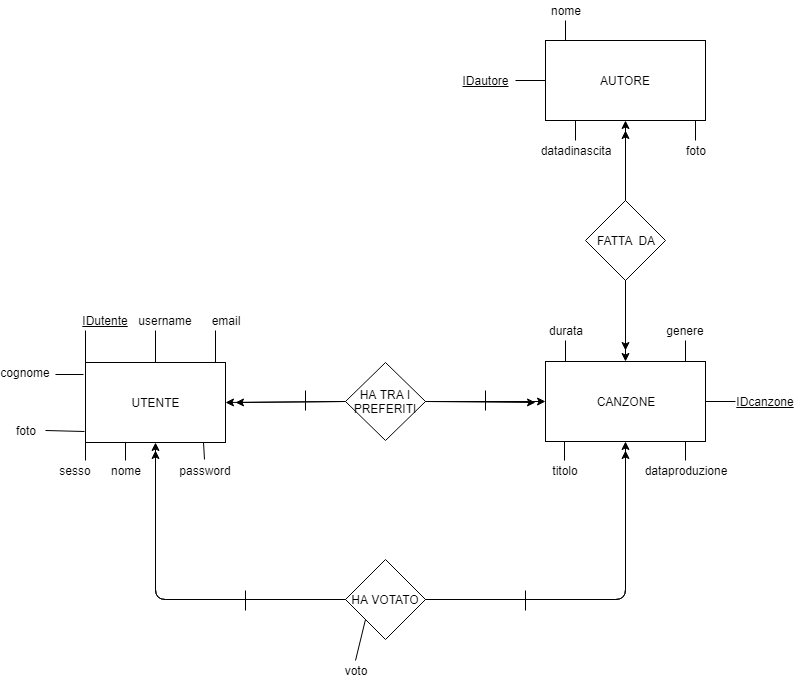 nome
IDautore
AUTORE
datadinascita
foto
FATTA DA
durata
genere
IDutente
username
email
cognome
UTENTE
foto
sesso
nome
password
HA TRA I
PREFERITI
CANZONE
IDcanzone
titolo
dataproduzione
HA VOTATO
voto